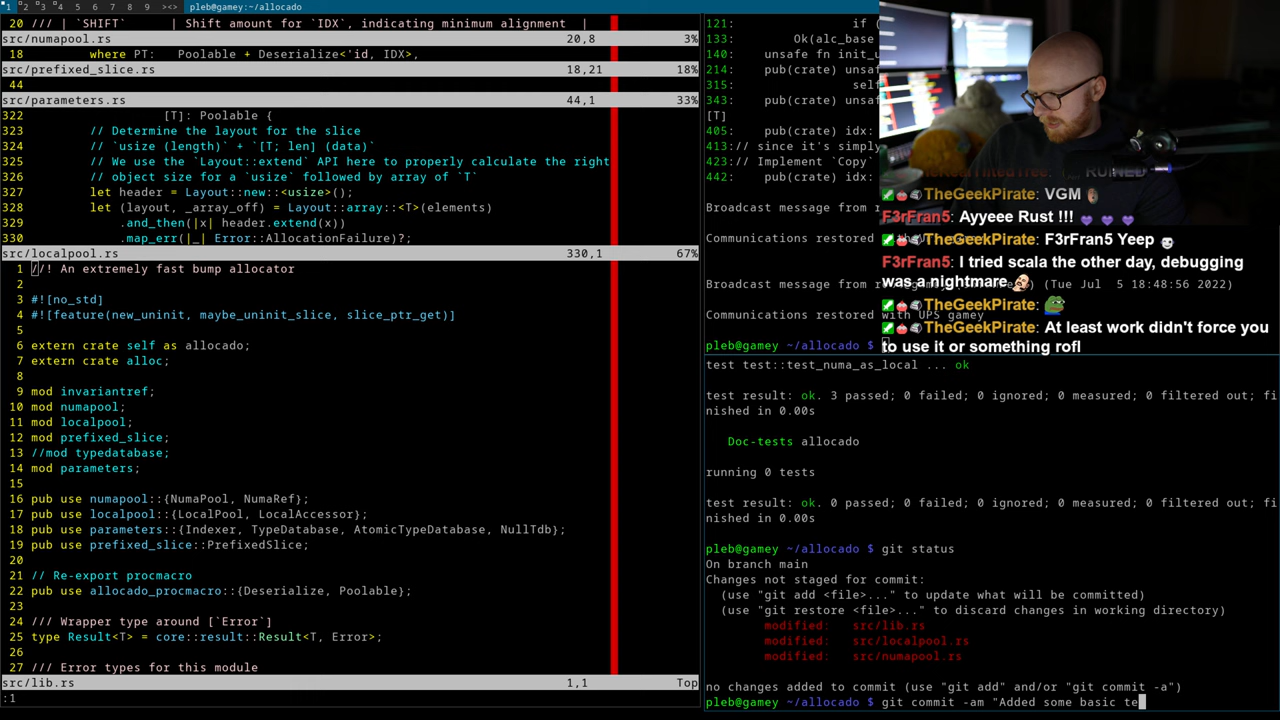 1 2 3 4 5 6 7 8 9 ><> pleb@gamey:~/allocado
20 /// | `SHIFT` | Shift amount for `IDX`, indicating minimum alignment |
src/numapool.rs 20,8 3%
18 where PT: Poolable + Deserialize<'id, IDX>,
src/prefixed_slice.rs 18,21 18%
44
src/parameters.rs 44,1 33%
322 [T]: Poolable {
323 // Determine the layout for the slice
324 // `usize (length)` + `[T; len] (data)`
325 // We use the `Layout::extend` API here to properly calculate the right
326 // object size for a `usize` followed by array of `T`
327 let header = Layout::new::<usize>();
328 let (layout, _array_off) = Layout::array::<T>(elements)
329 .and_then(|x| header.extend(x))
330 .map_err(|_| Error::AllocationFailure)?;
src/localpool.rs 330,1 67%
1 //! An extremely fast bump allocator
2
3 #![no_std]
4 #![feature(new_uninit, maybe_uninit_slice, slice_ptr_get)]
5
6 extern crate self as allocado;
7 extern crate alloc;
8
9 mod invariantref;
10 mod numapool;
11 mod localpool;
12 mod prefixed_slice;
13 //mod typedatabase;
14 mod parameters;
15
16 pub use numapool::{NumaPool, NumaRef};
17 pub use localpool::{LocalPool, LocalAccessor};
18 pub use parameters::{Indexer, TypeDatabase, AtomicTypeDatabase, NullTdb};
19 pub use prefixed_slice::PrefixedSlice;
20
21 // Re-export procmacro
22 pub use allocado_procmacro::{Deserialize, Poolable};
23
24 /// Wrapper type around [`Error`]
25 type Result<T> = core::result::Result<T, Error>;
26
27 /// Error types for this module
src/lib.rs 1,1 Top
:1
121: if (
133: Ok(alc_base
140: unsafe fn init_u
214: pub(crate) unsaf
315: self
343: pub(crate) unsaf
[T]
405: pub(crate) idx:
413:// since it's simply
423:// Implement `Copy`
442: pub(crate) idx:
Broadcast message from r
Communications restored
Broadcast message from (Tue Jul 5 18:48:56 2022)
Communications restored with UPS gamey
pleb@gamey ~/allocado $
RUINED
TheGeekPirate: VGM
F3rFran5: Ayyeee Rust !!!
TheGeekPirate: F3rFran5 Yeep
F3rFran5: I tried scala the other day, debugging
was a nightmare
TheGeekPirate:
TheGeekPirate: At least work didn't force you
to use it or something rofl
test test::test_numa_as_local ... ok
test result: ok. 3 passed; 0 failed; 0 ignored; 0 measured; 0 filtered out; fi
nished in 0.00s
Doc-tests allocado
running 0 tests
test result: ok. 0 passed; 0 failed; 0 ignored; 0 measured; 0 filtered out; fi
nished in 0.00s
pleb@gamey ~/allocado $ git status
On branch main
Changes not staged for commit:
(use "git add <file>..." to update what will be committed)
(use "git restore <file>..." to discard changes in working directory)
modified: src/lib.rs
modified: src/localpool.rs
modified: src/numapool.rs
no changes added to commit (use "git add" and/or "git commit -a")
pleb@gamey ~/allocado $ git commit -am "Added some basic te